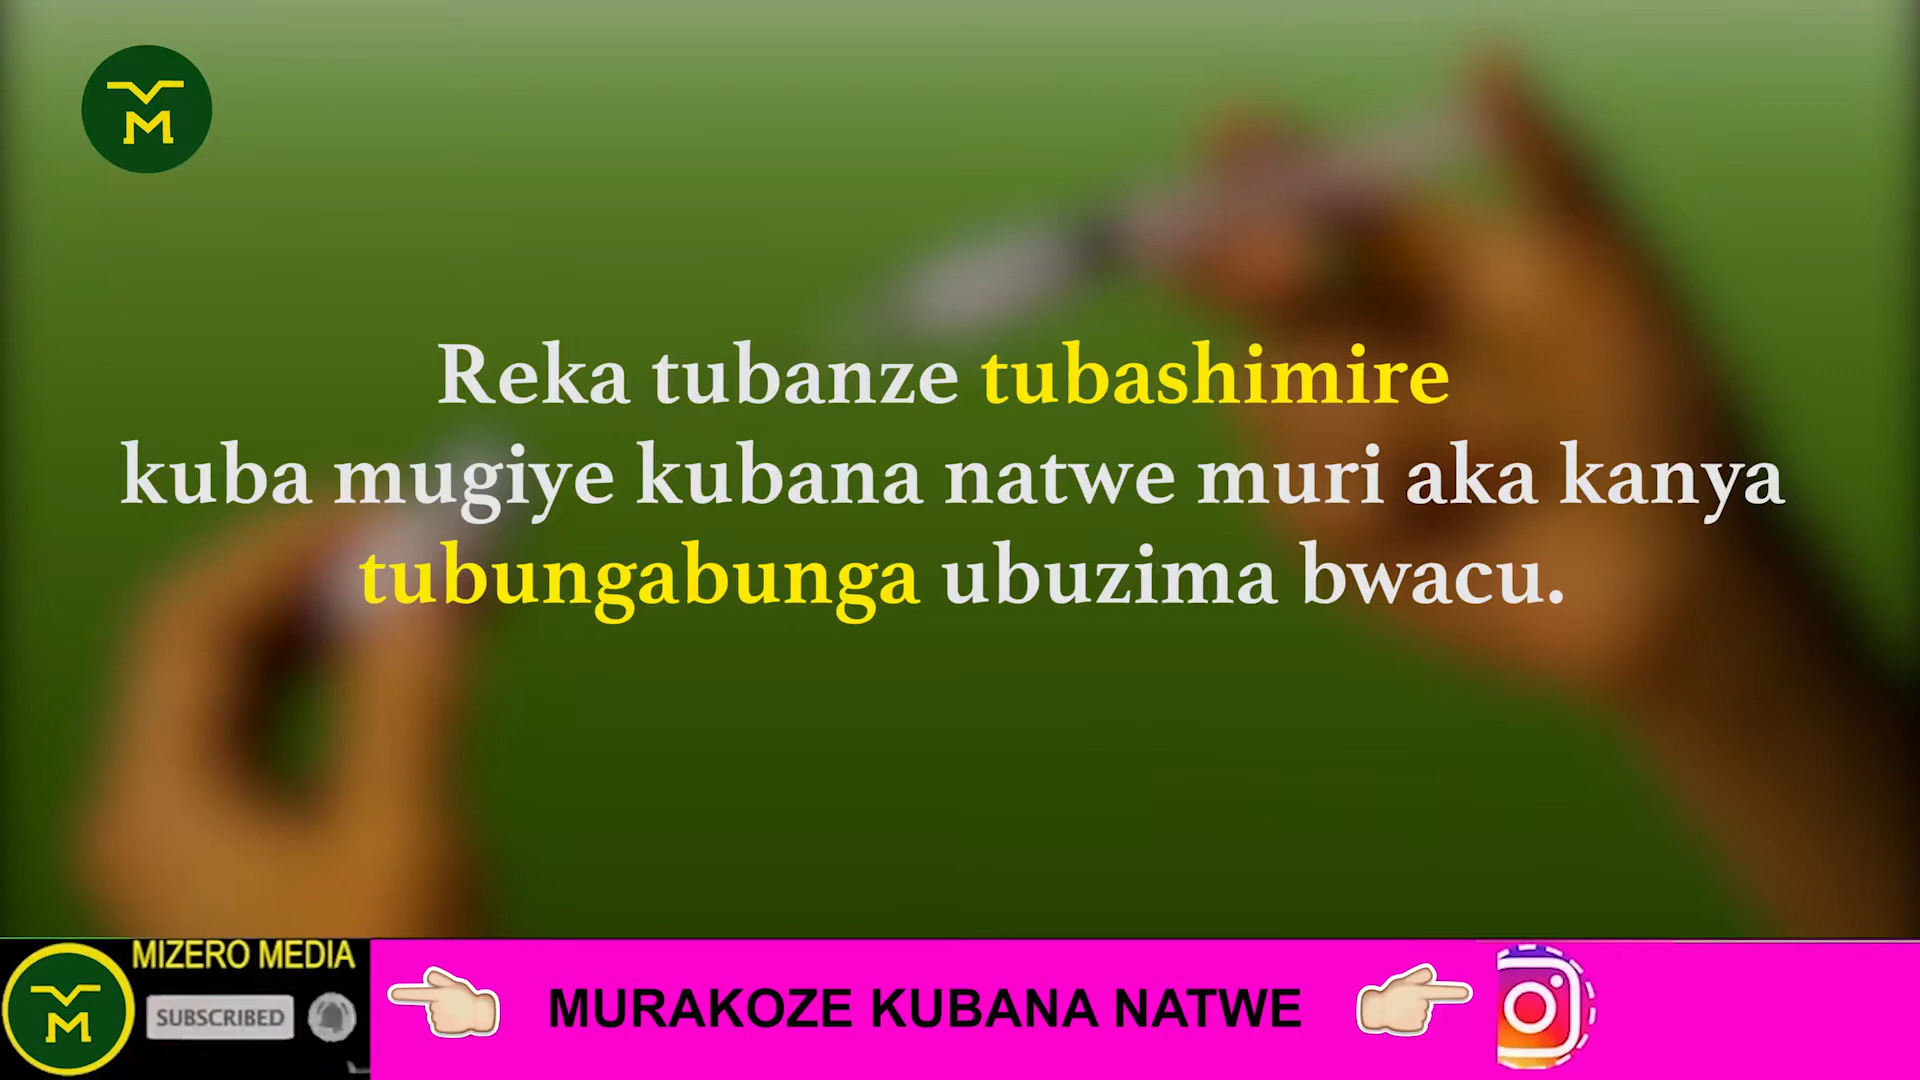 Reka tubanze tubashimire
kuba mugiye kubana natwe muri aka kanya
tubungabunga ubuzima bwacu.
MIZERO MEDIA
SUBSCRIBED
MURAKOZE KUBANA NATWE